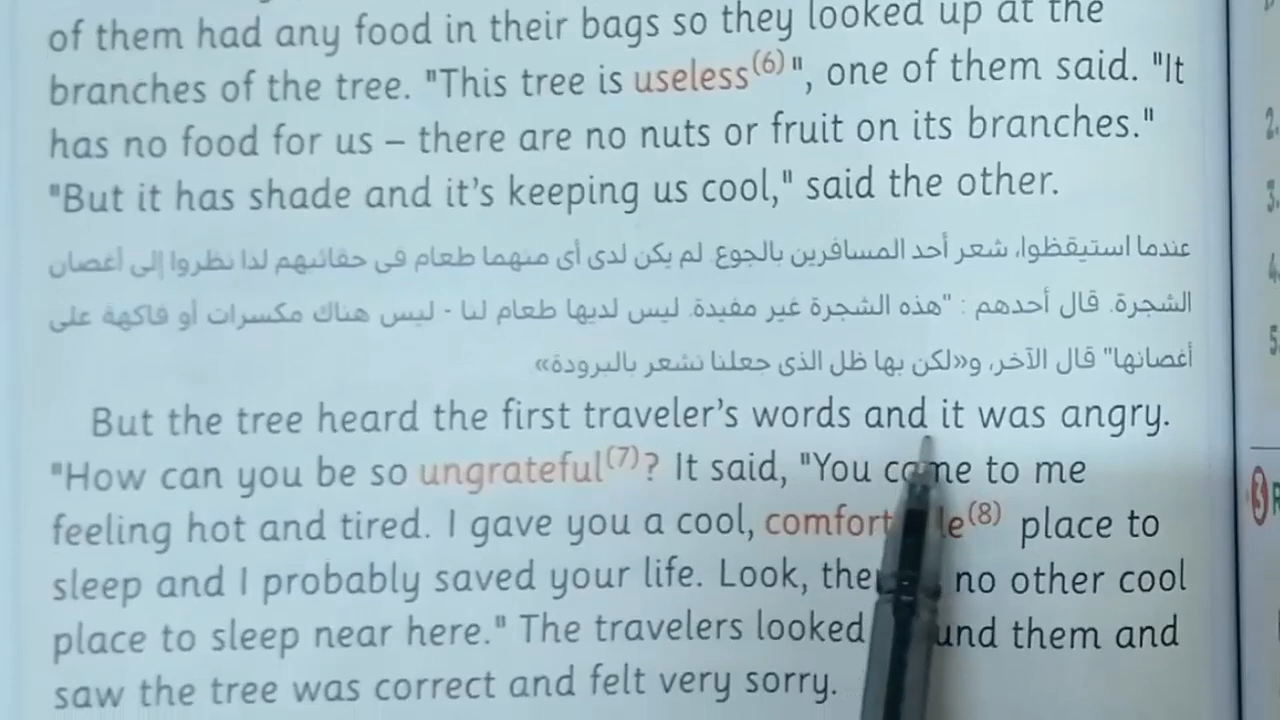 of them had any food in their bags so they looked up at the
branches of the tree. "This tree is useless(6)", one of them said. "It
has no food for us – there are no nuts or fruit on its branches."
"But it has shade and it's keeping us cool," said the other.
عندما استيقظوا، شعر أحد المسافرين بالجوع. لم يكن لدى أى منهما طعام فى حقائبهم لذا نظروا إلى أغصان
الشجرة. قال أحدهم : "هذه الشجرة غير مفيدة. ليس لديها طعام لنا - ليس هناك مكسرات أو فاكهة على
أغصانها" قال الآخر، و«لكن بها ظل الذى جعلنا نشعر بالبرودة»
But the tree heard the first traveler's words and it was angry.
"How can you be so ungrateful(7)? It said, "You come to me
feeling hot and tired. I gave you a cool, (8) place to
sleep and I probably saved your life. Look, no other cool
place to sleep near here." The travelers looked them and
saw the tree was correct and felt very sorry.
2.
3.
4
5
3 R